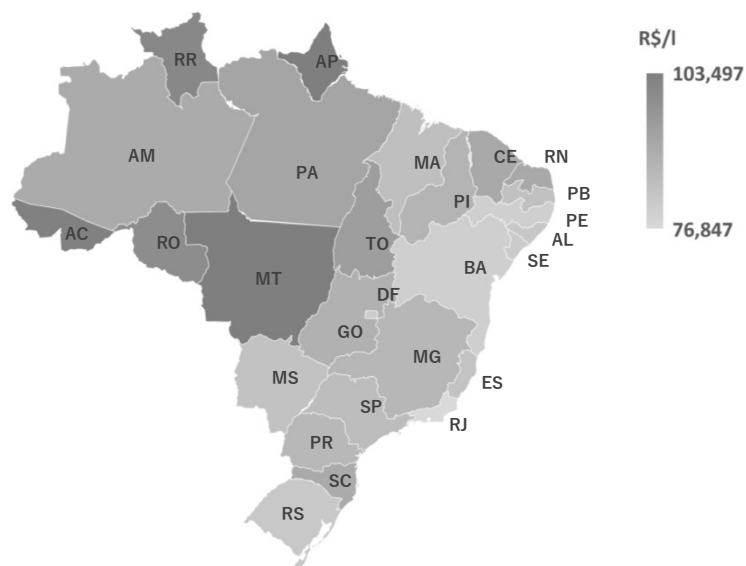 R$/l
103,497
76,847
RR
AP
AM
PA
MA
CE
RN
PI
PB
PE
AL
SE
AC
RO
TO
BA
MT
DF
GO
MG
MS
ES
SP
RJ
PR
SC
RS